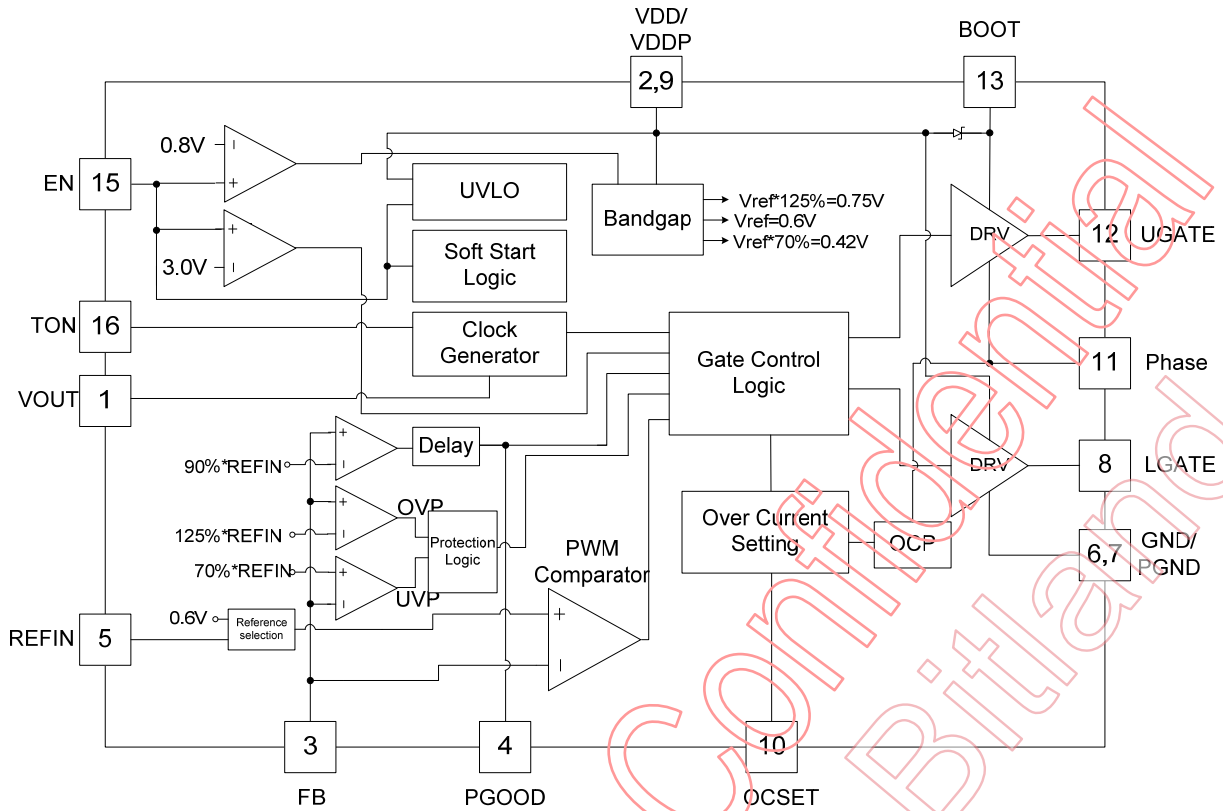 VDD/
VDDP
BOOT
2,9
13
0.8V
EN
15
UVLO
Bandgap
Vref*125%=0.75V
Vref=0.6V
Vref*70%=0.42V
DRV
12
UGATE
Soft Start
Logic
3.0V
TON
16
Clock
Generator
Gate Control
Logic
11
Phase
VOUT
1
Delay
90%*REFIN
DRV
8
LGATE
OVP
125%*REFIN
Protection
Logic
Over Current
Setting
OCP
6,7
GND/
PGND
70%*REFIN
UVP
PWM
Comparator
0.6V
Reference
selection
REFIN
5
3
4
10
FB
PGOOD
OCSET
Confidential
Bitland